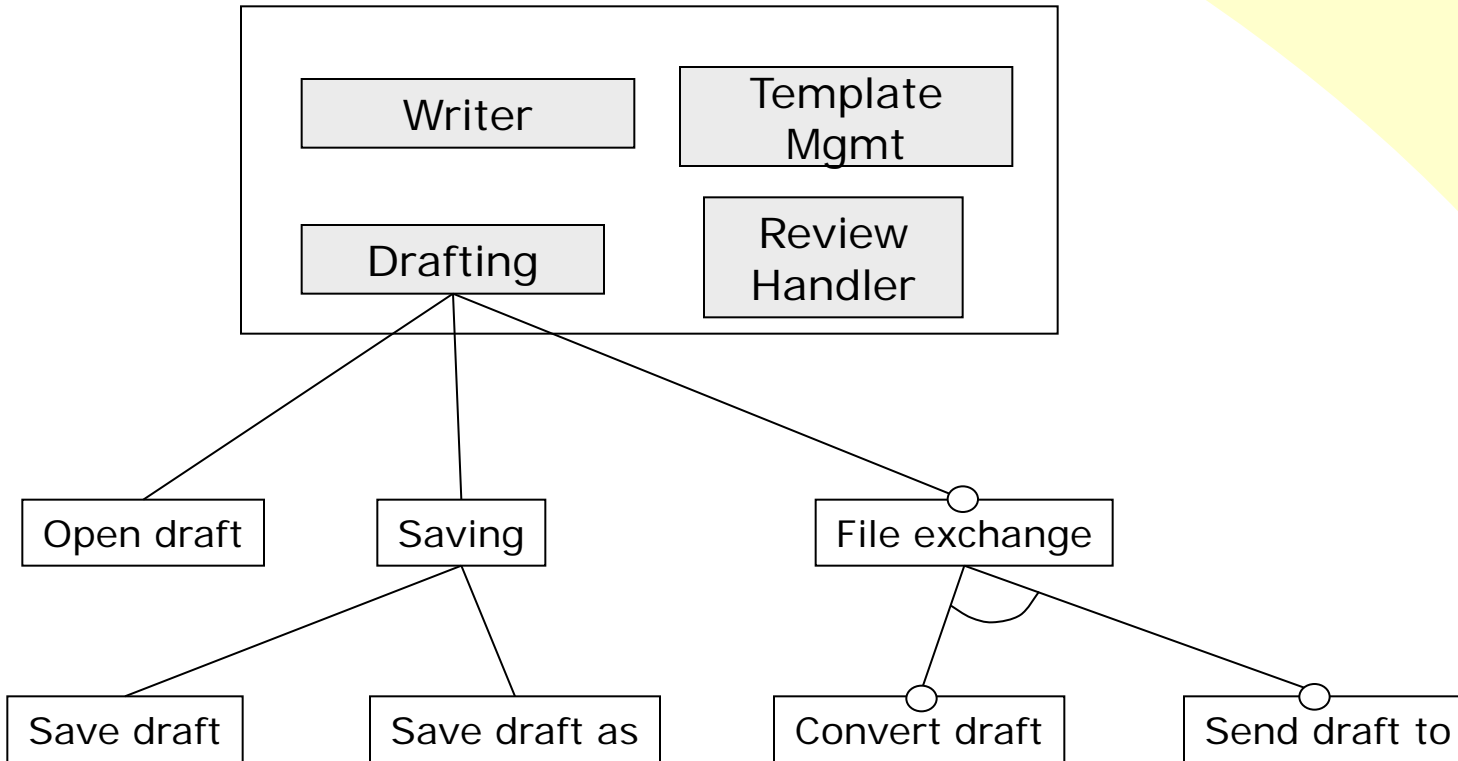 Writer
Template
Mgmt
Drafting
Review
Handler
Open draft
Saving
File exchange
Save draft
Save draft as
Convert draft
Send draft to